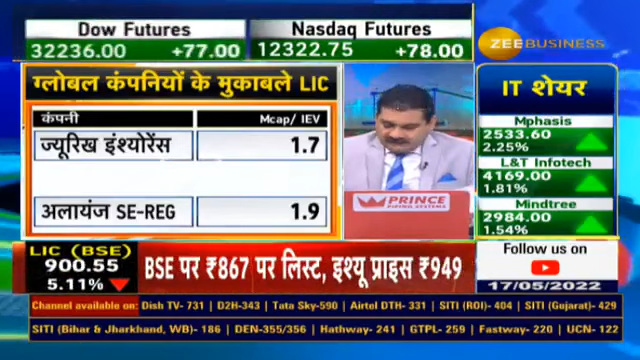 Dow Futures
32236.00 +77.00
Nasdaq Futures
12322.75 +78.00
ZEE BUSINESS
ग्लोबल कंपनियों के मुकाबले LIC
कंपनी Mcap/ IEV
ज्यूरिख इंश्योरेंस 1.7
अलायंज SE-REG 1.9
PRINCE
PIPING SYSTEMS
IT शेयर
Mphasis
2533.60
2.25%
L&T Infotech
4169.00
1.81%
Mindtree
2984.00
1.54%
LIC (BSE)
900.55
5.11%
BSE पर ₹867 पर लिस्ट, इश्यू प्राइस ₹949
Follow us on
17/05/2022
Channel available on: Dish TV- 731 | D2H-343 | Tata Sky-590 | Airtel DTH- 331 | SITI (ROI)- 404 | SITI (Gujarat)- 429
SITI (Bihar & Jharkhand, WB)- 186 | DEN-355/356 | Hathway- 241 | GTPL- 259 | Fastway- 220 | UCN- 122